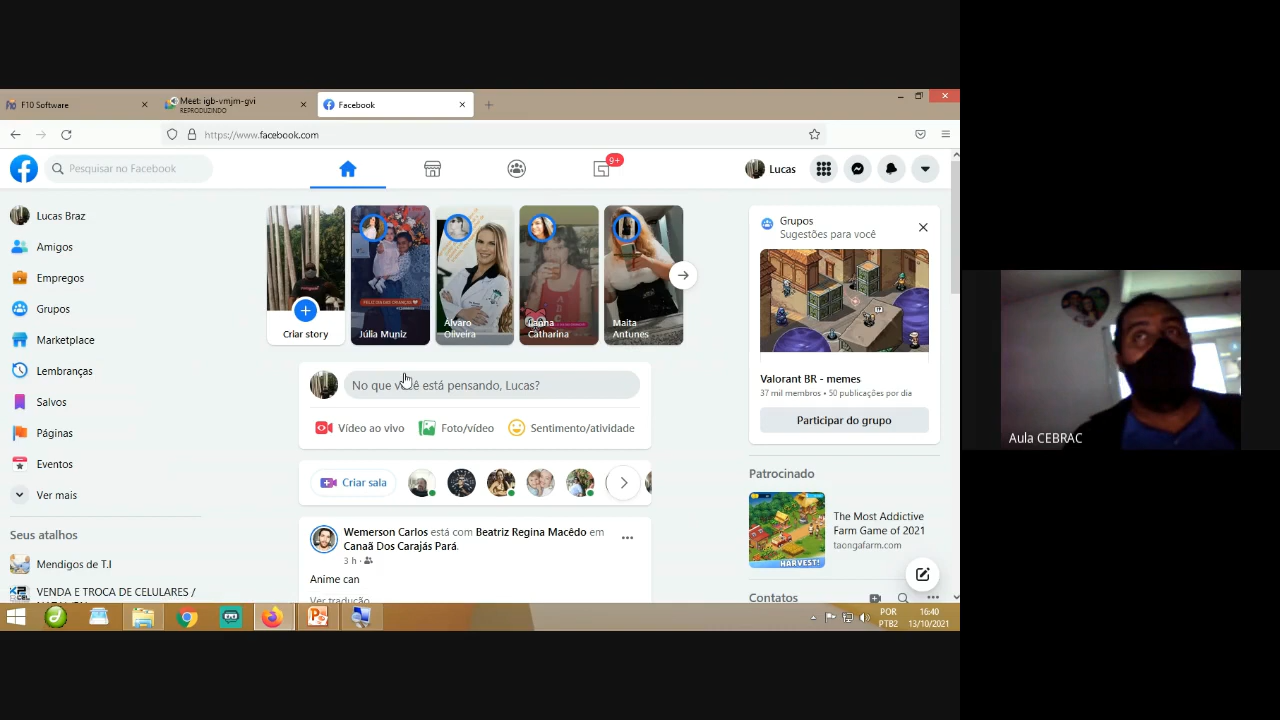 F10 Software
Meet: igb-vmjm-gvi
REPRODUZINDO
Facebook
https://www.facebook.com
Pesquisar no Facebook
9+
Lucas
Lucas Braz
Amigos
Empregos
Grupos
Marketplace
Lembranças
Salvos
Páginas
Eventos
Ver mais
Seus atalhos
Mendigos de T.I
VENDA E TROCA DE CELULARES /
Criar story
Júlia Muniz
Álvaro
Oliveira
Catharina
Maita
Antunes
No que você está pensando, Lucas?
Vídeo ao vivo
Foto/vídeo
Sentimento/atividade
Criar sala
Wemerson Carlos está com Beatriz Regina Macêdo em
Canaã Dos Carajás Pará.
3 h
Anime can
Ver tradução
Grupos
Sugestões para você
Valorant BR - memes
37 mil membros • 50 publicações por dia
Participar do grupo
Patrocinado
The Most Addictive
Farm Game of 2021
taongafarm.com
HARVEST!
Contatos
POR
PTB2
16:40
13/10/2021
Aula CEBRAC